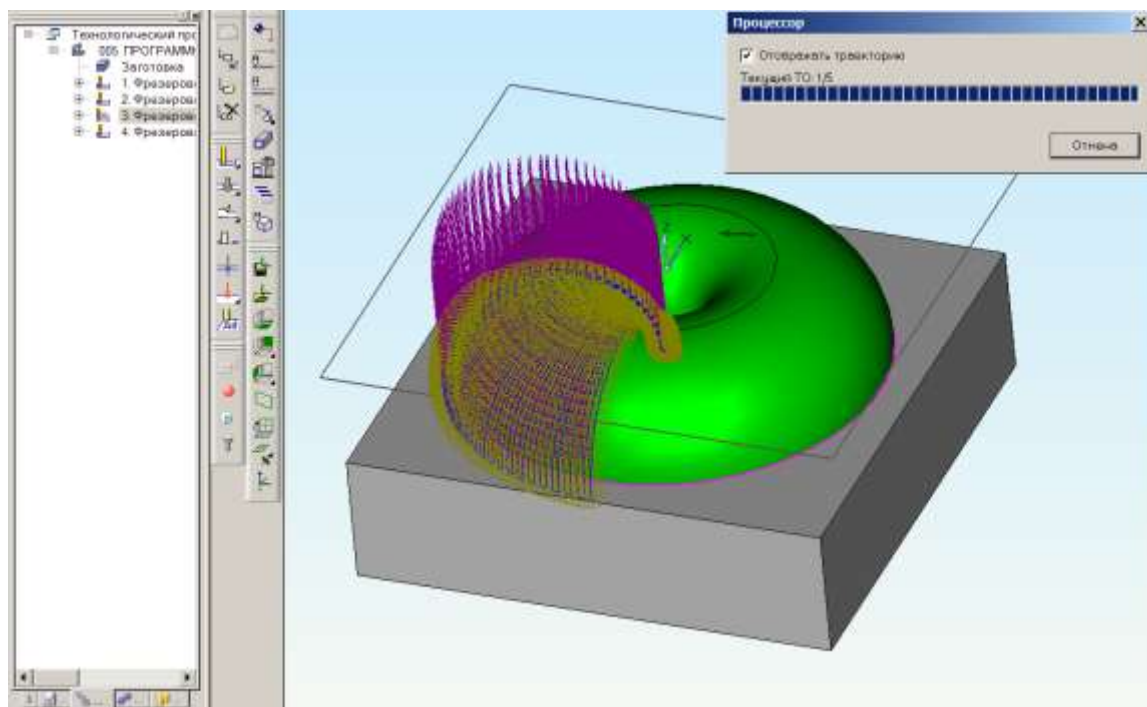 Технологический про
005 ПРОГРАММН
Заготовка
1. Фрезеров
2. Фрезеров
3. Фрезеров
4. Фрезеров
Процессор
Отображать траекторию
Текущий ТО: 1/5
Отмена
Z
X